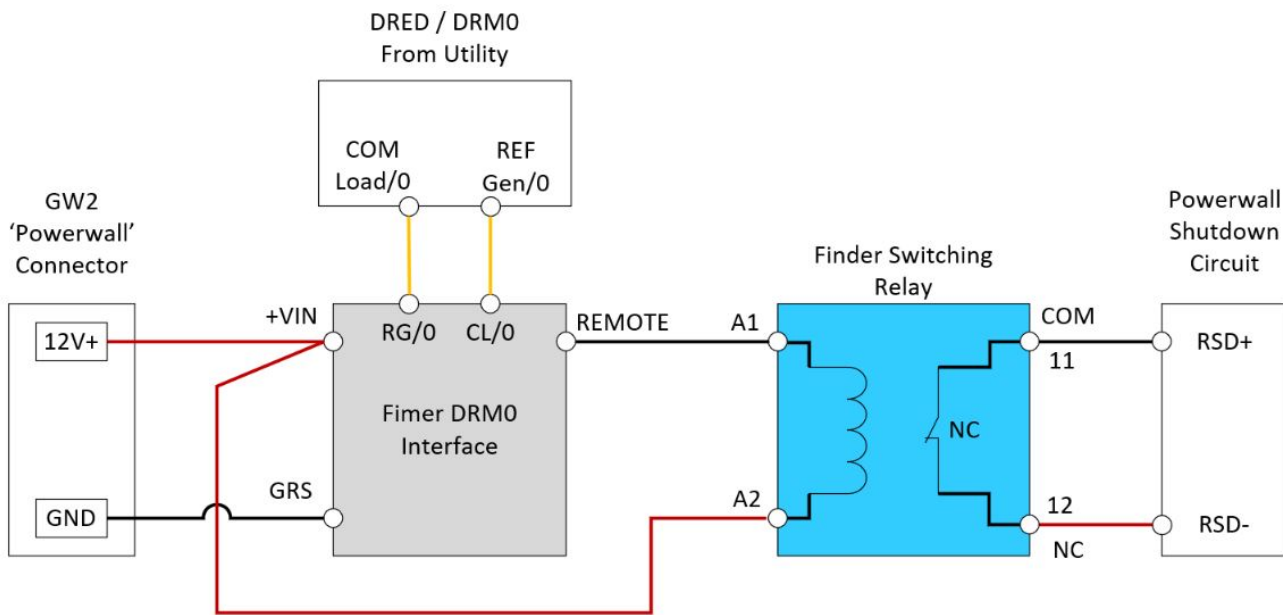 DRED / DRM0
From Utility
COM
Load/0
REF
Gen/0
GW2
‘Powerwall’
Connector
12V+
GND
+VIN
RG/0
CL/0
REMOTE
Fimer DRM0
Interface
GRS
Finder Switching
Relay
A1
A2
NC
COM
11
12
NC
Powerwall
Shutdown
Circuit
RSD+
RSD-